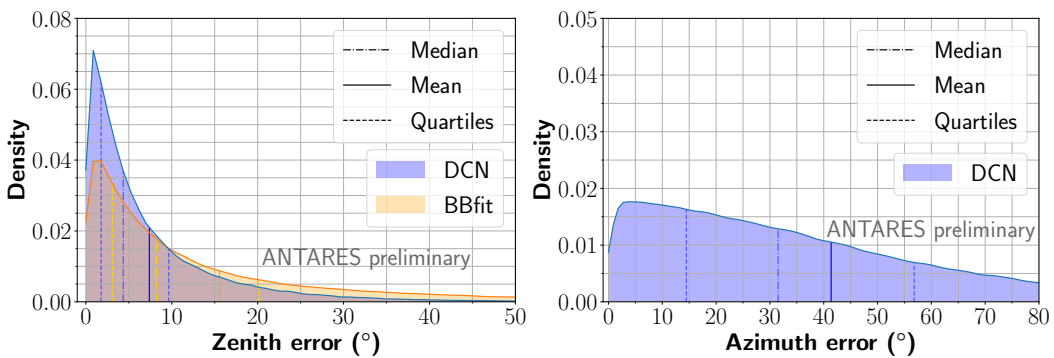 0.08
0.06
0.04
0.02
0.00
Density
0 10 20 30 40 50
Zenith error (°)
Median
Mean
Quartiles
DCN
BBfit
ANTARES preliminary
0.05
0.04
0.03
0.02
0.01
0.00
Density
0 10 20 30 40 50 60 70 80
Azimuth error (°)
Median
Mean
Quartiles
DCN
ANTARES preliminary